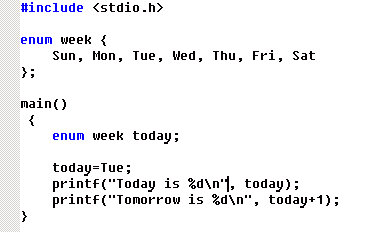 #include <stdio.h>
enum week {
Sun, Mon, Tue, Wed, Thu, Fri, Sat
};
main()
{
enum week today;
today=Tue;
printf("Today is %d\n", today);
printf("Tomorrow is %d\n", today+1);
}